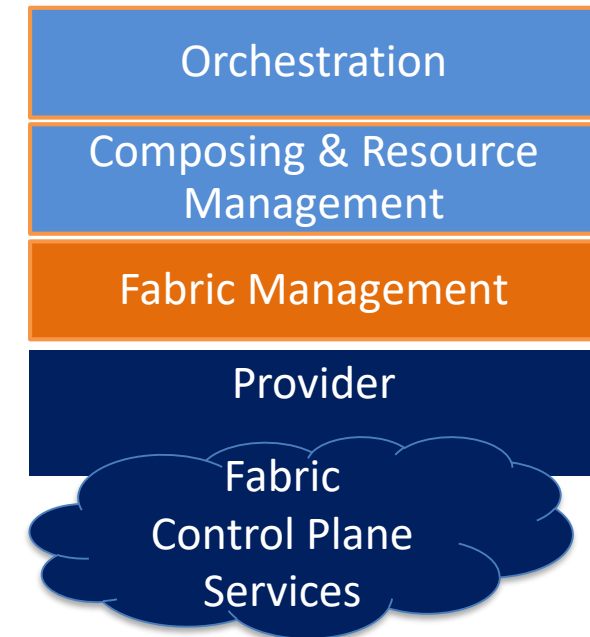 Orchestration
Composing & Resource
Management
Fabric Management
Provider
Fabric
Control Plane
Services